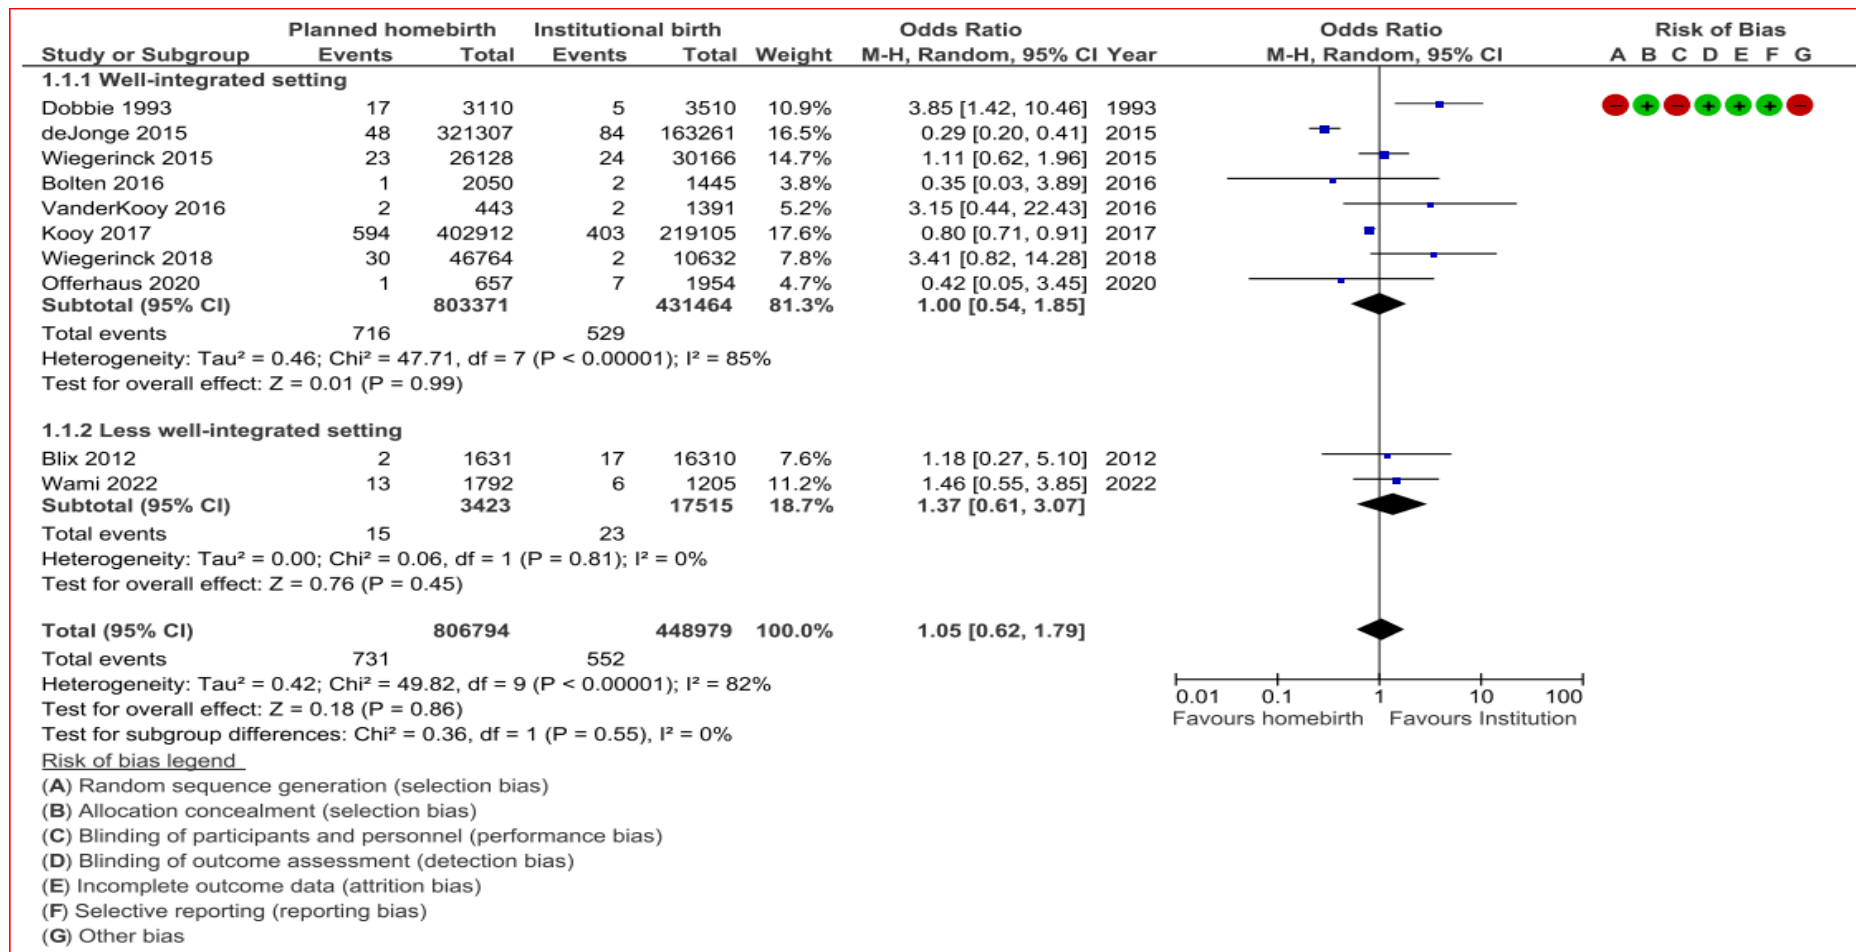 Planned homebirth Institutional birth Odds Ratio Odds Ratio Risk of Bias
Study or Subgroup Events Total Events Total Weight M-H, Random, 95% CI Year M-H, Random, 95% CI A B C D E F G
1.1.1 Well-integrated setting
Dobbie 1993 17 3110 5 3510 10.9% 3.85 [1.42, 10.46] 1993 − + − + + + −
deJonge 2015 48 321307 84 163261 16.5% 0.29 [0.20, 0.41] 2015
Wiegerinck 2015 23 26128 24 30166 14.7% 1.11 [0.62, 1.96] 2015
Bolten 2016 1 2050 2 1445 3.8% 0.35 [0.03, 3.89] 2016
VanderKooy 2016 2 443 2 1391 5.2% 3.15 [0.44, 22.43] 2016
Kooy 2017 594 402912 403 219105 17.6% 0.80 [0.71, 0.91] 2017
Wiegerinck 2018 30 46764 2 10632 7.8% 3.41 [0.82, 14.28] 2018
Offerhaus 2020 1 657 7 1954 4.7% 0.42 [0.05, 3.45] 2020
Subtotal (95% CI) 803371 431464 81.3% 1.00 [0.54, 1.85]
Total events 716 529
Heterogeneity: Tau² = 0.46; Chi² = 47.71, df = 7 (P < 0.00001); I² = 85%
Test for overall effect: Z = 0.01 (P = 0.99)
1.1.2 Less well-integrated setting
Blix 2012 2 1631 17 16310 7.6% 1.18 [0.27, 5.10] 2012
Wami 2022 13 1792 6 1205 11.2% 1.46 [0.55, 3.85] 2022
Subtotal (95% CI) 3423 17515 18.7% 1.37 [0.61, 3.07]
Total events 15 23
Heterogeneity: Tau² = 0.00; Chi² = 0.06, df = 1 (P = 0.81); I² = 0%
Test for overall effect: Z = 0.76 (P = 0.45)
Total (95% CI) 806794 448979 100.0% 1.05 [0.62, 1.79]
Total events 731 552
Heterogeneity: Tau² = 0.42; Chi² = 49.82, df = 9 (P < 0.00001); I² = 82%
Test for overall effect: Z = 0.18 (P = 0.86)
Test for subgroup differences: Chi² = 0.36, df = 1 (P = 0.55), I² = 0%
0.01 0.1 1 10 100
Favours homebirth Favours Institution
Risk of bias legend
(A) Random sequence generation (selection bias)
(B) Allocation concealment (selection bias)
(C) Blinding of participants and personnel (performance bias)
(D) Blinding of outcome assessment (detection bias)
(E) Incomplete outcome data (attrition bias)
(F) Selective reporting (reporting bias)
(G) Other bias